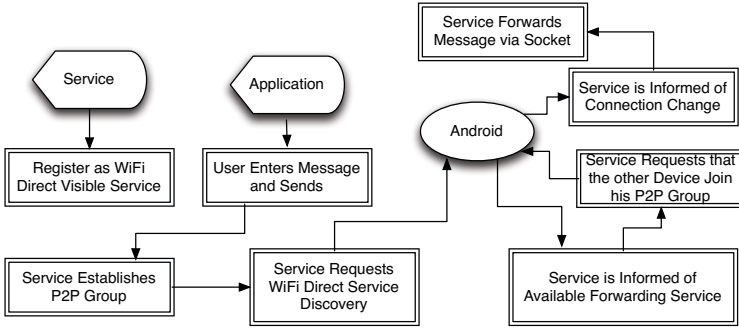 Service Forwards
Message via Socket
Service
Application
Service is Informed of
Connection Change
Android
Register as WiFi
Direct Visible Service
User Enters Message
and Sends
Service Requests that
the other Device Join
his P2P Group
Service Establishes
P2P Group
Service Requests
WiFi Direct Service
Discovery
Service is Informed of
Available Forwarding Service